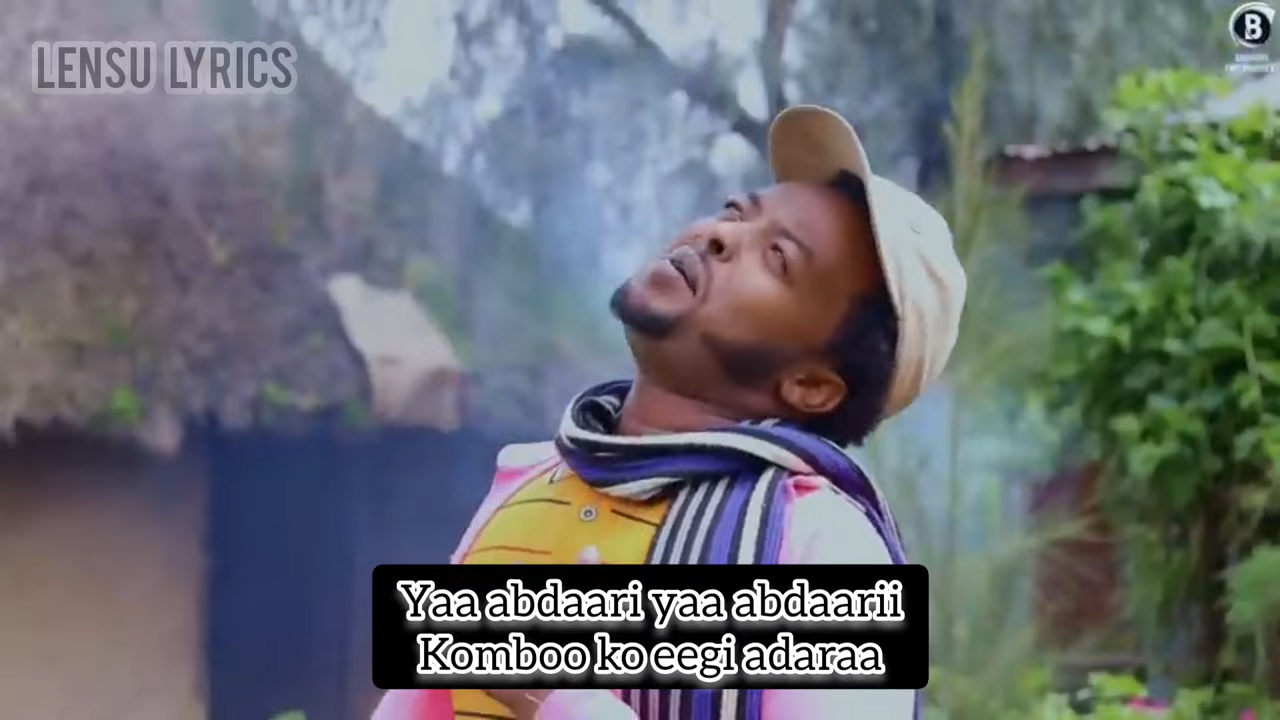 LENSU LYRICS
B
Yaa abdaari yaa abdaarii
Komboo ko eegi adaraa